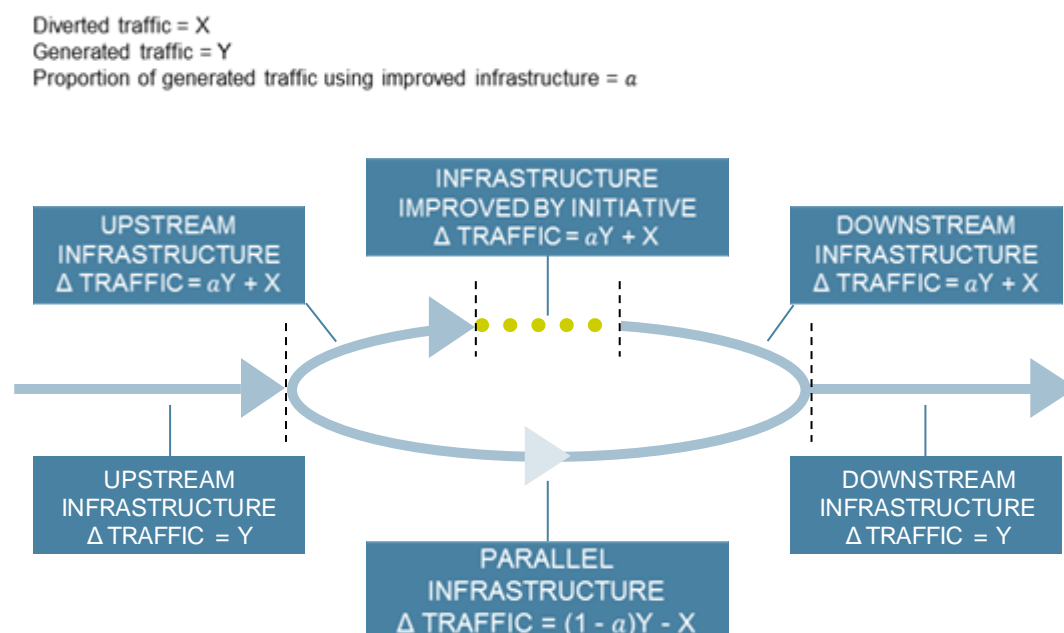 Diverted traffic = X
Generated traffic = Y
Proportion of generated traffic using improved infrastructure = a
INFRASTRUCTURE
IMPROVED BY INITIATIVE
Δ TRAFFIC = aY + X
UPSTREAM
INFRASTRUCTURE
Δ TRAFFIC = aY + X
DOWNSTREAM
INFRASTRUCTURE
Δ TRAFFIC = aY + X
UPSTREAM
INFRASTRUCTURE
Δ TRAFFIC = Y
DOWNSTREAM
INFRASTRUCTURE
Δ TRAFFIC = Y
PARALLEL
INFRASTRUCTURE
Δ TRAFFIC = (1 - a)Y - X